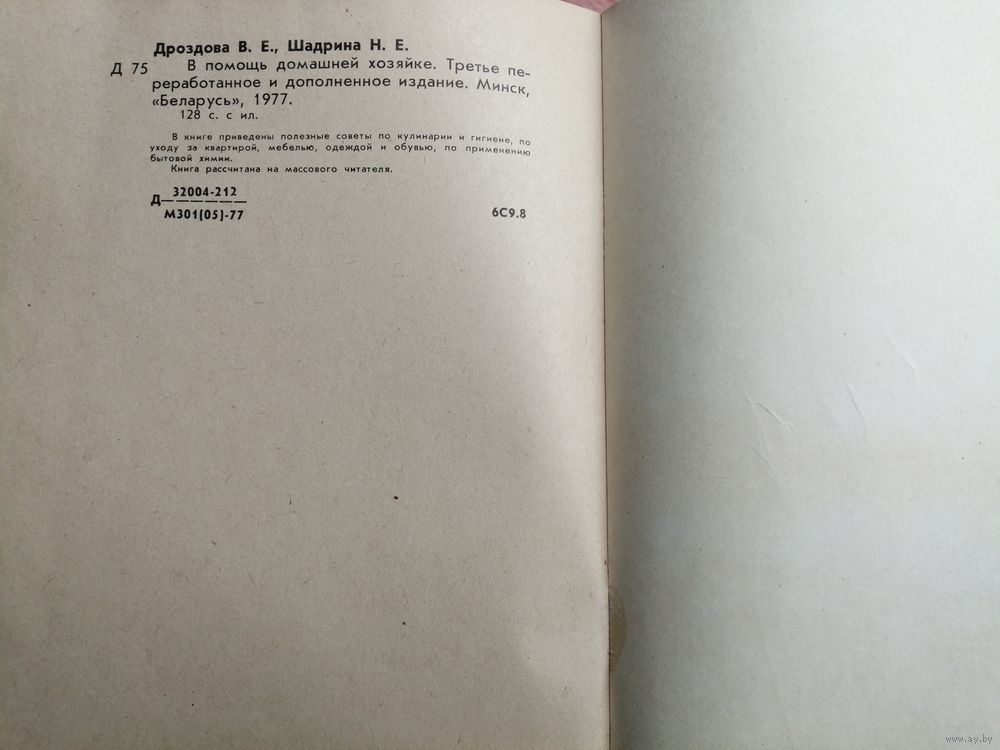 Дроздова В. Е., Шадрина Н. Е.
Д 75 В помощь домашней хозяйке. Третье пе-
реработанное и дополненное издание. Минск,
«Беларусь», 1977.
128 с. с ил.
В книге приведены полезные советы по кулинарии и гигиене, по
уходу за квартирой, мебелью, одеждой и обувью, по применению
бытовой химии.
Книга рассчитана на массового читателя.
32004-212
Д
М301(05)-77 6С9.8
www.ay.by